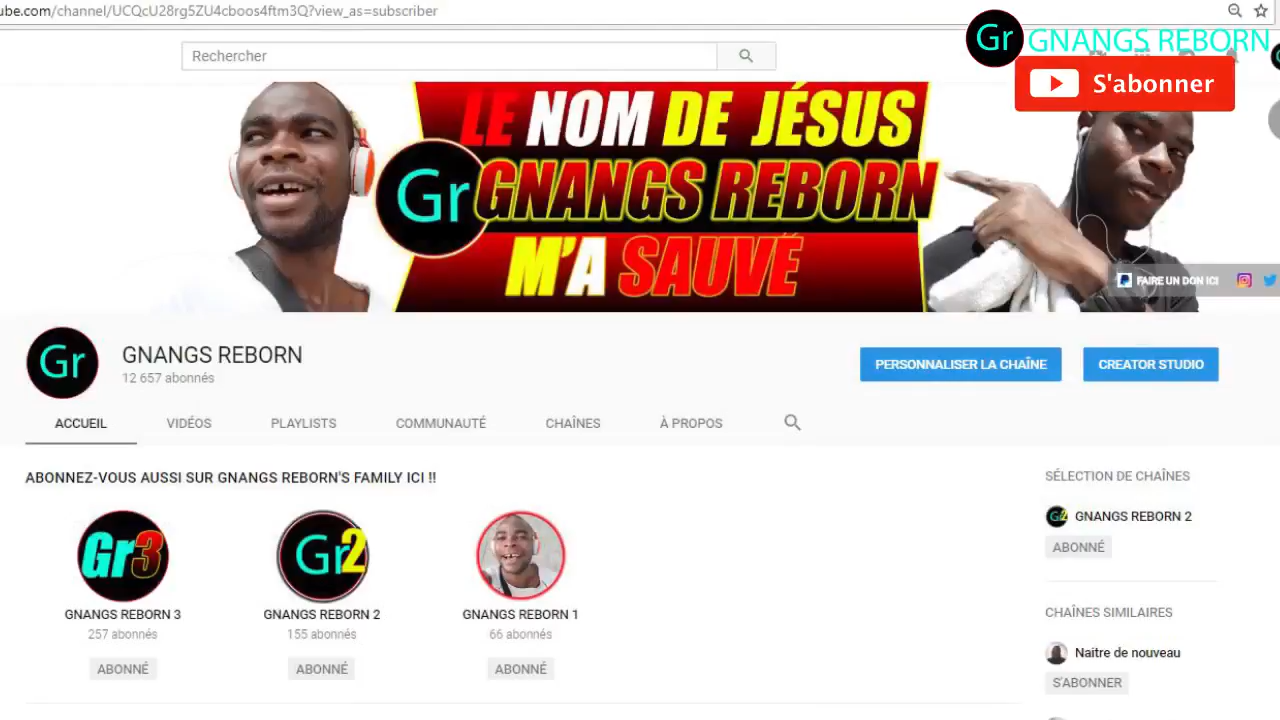 ube.com/channel/UCQcU28rg5ZU4cboos4ftm3Q?view_as=subscriber
Rechercher
Gr GNANGS REBORN
S'abonner
LE NOM DE JÉSUS
Gr GNANGS REBORN
M'A SAUVÉ
FAIRE UN DON ICI
Gr
GNANGS REBORN
12 657 abonnés
PERSONNALISER LA CHAÎNE
CREATOR STUDIO
ACCUEIL
VIDÉOS
PLAYLISTS
COMMUNAUTÉ
CHAÎNES
À PROPOS
ABONNEZ-VOUS AUSSI SUR GNANGS REBORN'S FAMILY ICI !!
Gr3
Gr2
GNANGS REBORN 3
GNANGS REBORN 2
GNANGS REBORN 1
257 abonnés
155 abonnés
66 abonnés
ABONNÉ
ABONNÉ
ABONNÉ
SÉLECTION DE CHAÎNES
G2 GNANGS REBORN 2
ABONNÉ
CHAÎNES SIMILAIRES
Naitre de nouveau
S'ABONNER